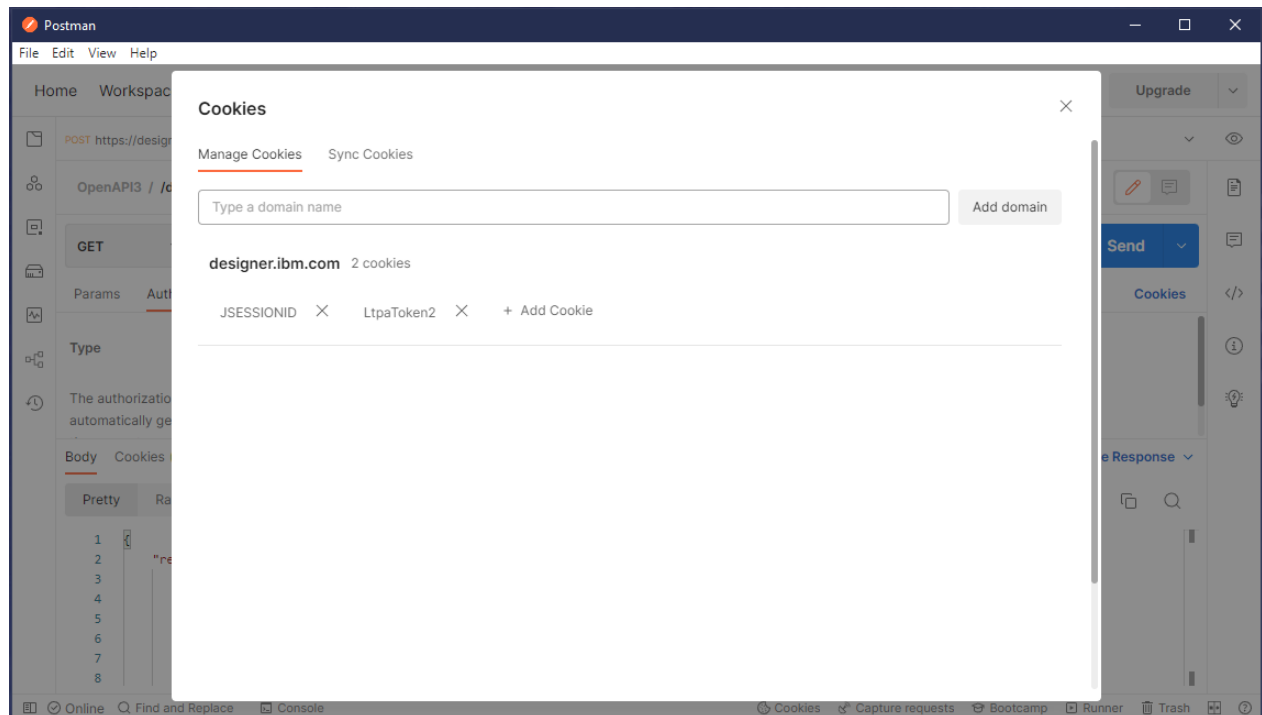 Postman
File Edit View Help
Home Workspac Upgrade
Cookies
Manage Cookies Sync Cookies
POST https://design
OpenAPI3 / /d
Type a domain name Add domain
GET Send
designer.ibm.com 2 cookies
Params Auth Cookies
JSESSIONID LtpaToken2 + Add Cookie
Type
The authorizatio
automatically ge
Body Cookies e Response
Pretty Ra
1 {
2 "re
3
4
5
6
7
8
Online Find and Replace Console Cookies Capture requests Bootcamp Runner Trash